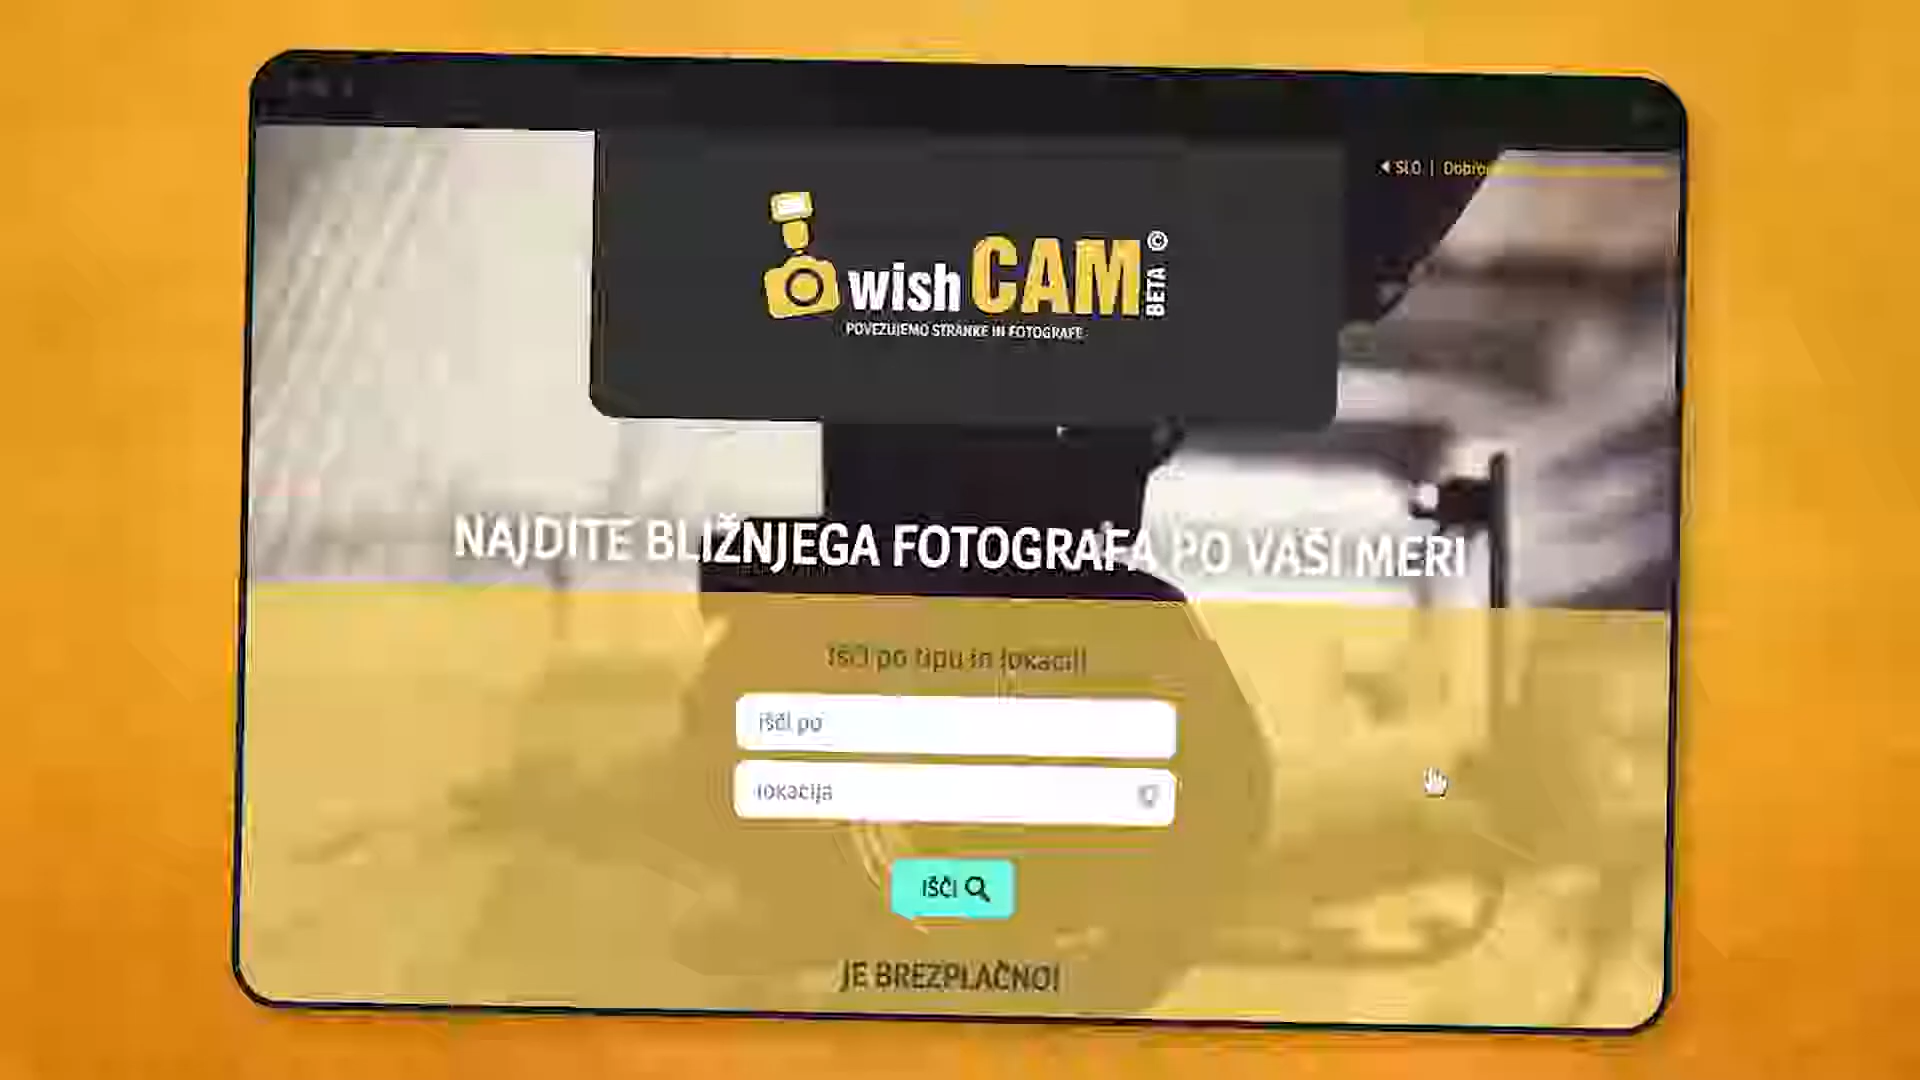 SLO |
wish CAM BETA ©
POVEZUJEMO STRANKE IN FOTOGRAFE
NAJDITE BLIŽNJEGA FOTOGRAFA PO VAŠI MERI
Išči po tipu in lokaciji
išči po
lokacija
IŠČI
JE BREZPLAČNO!